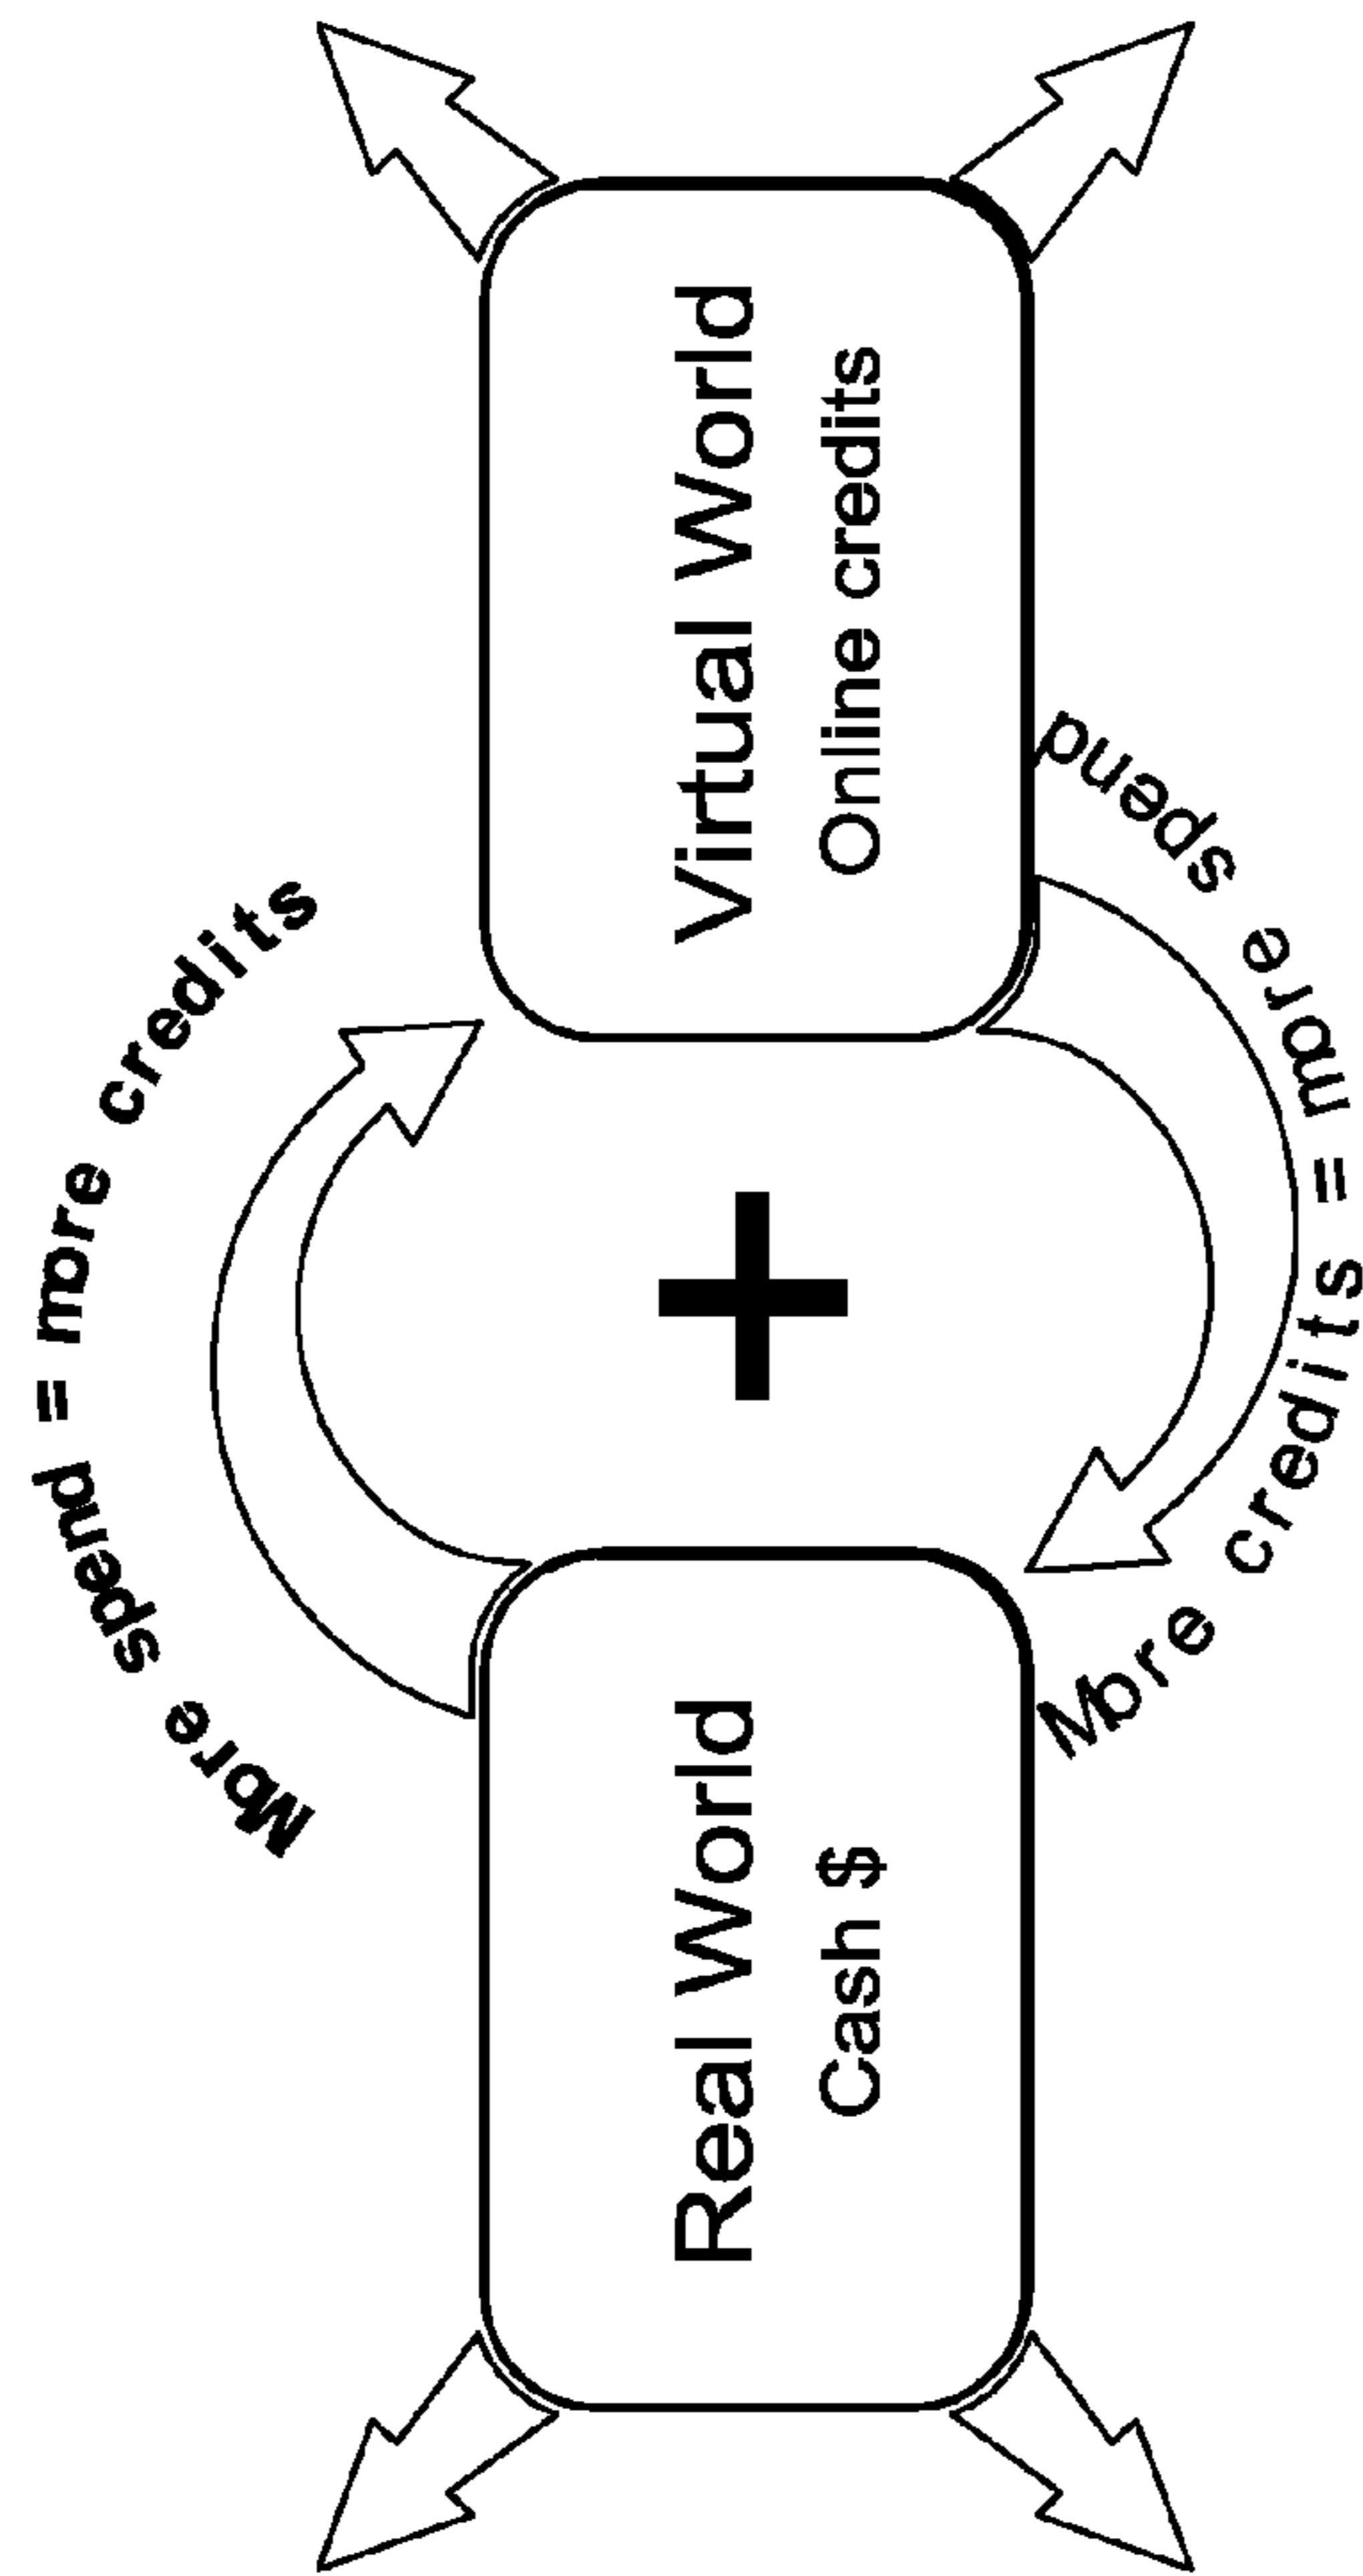 More spend = more credits
Real World
Cash $
+
Virtual World
Online credits
More credits = more spend